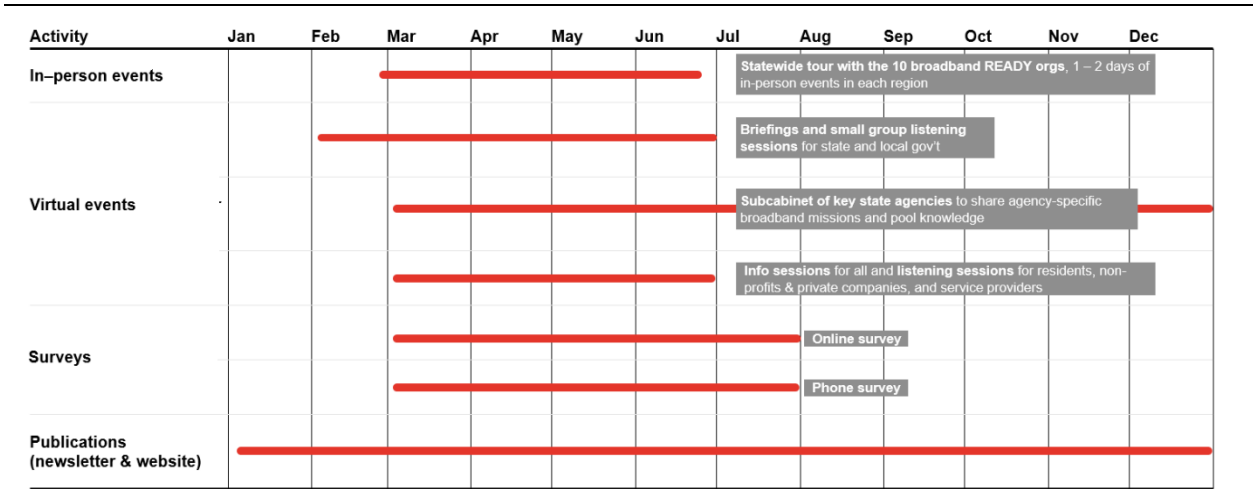 Activity Jan Feb Mar Apr May Jun Jul Aug Sep Oct Nov Dec
In–person events
Statewide tour with the 10 broadband READY orgs, 1 – 2 days of
in-person events in each region
Briefings and small group listening
sessions for state and local gov't
Virtual events
Subcabinet of key state agencies to share agency-specific
broadband missions and pool knowledge
Info sessions for all and listening sessions for residents, non-
profits & private companies, and service providers
Surveys
Online survey
Phone survey
Publications
(newsletter & website)